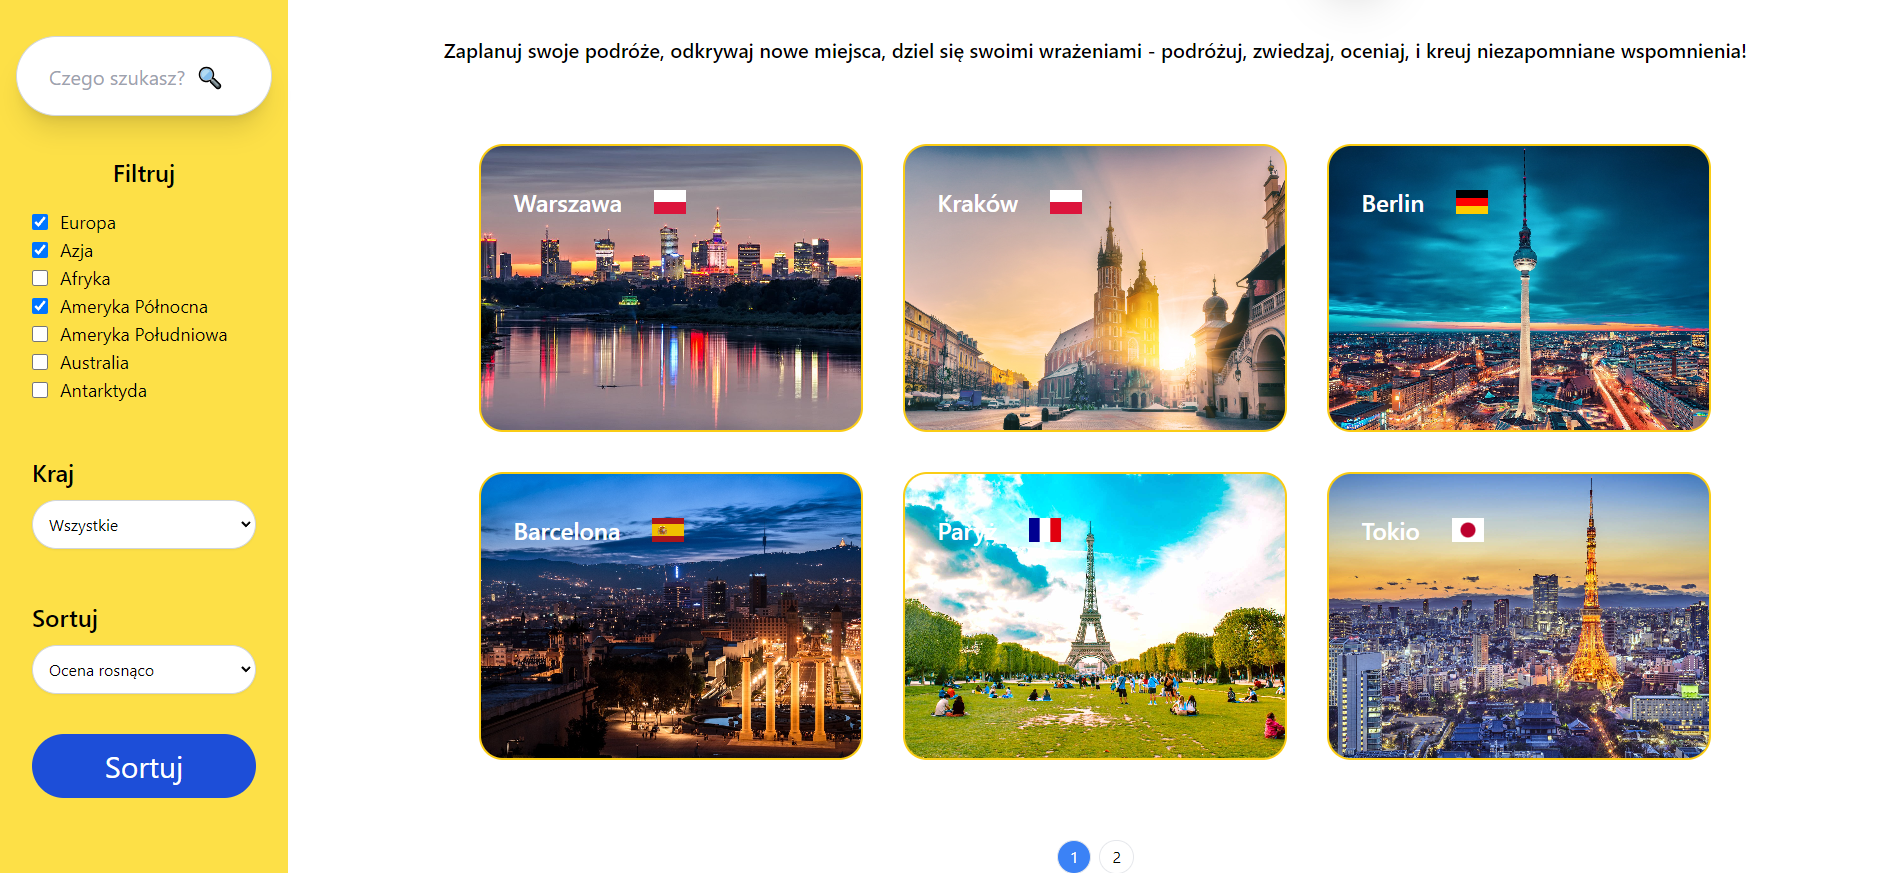 Czego szukasz?
Filtruj
Europa
Azja
Afryka
Ameryka Północna
Ameryka Południowa
Australia
Antarktyda
Kraj
Wszystkie
Sortuj
Ocena rosnąco
Sortuj
Zaplanuj swoje podróże, odkrywaj nowe miejsca, dziel się swoimi wrażeniami - podróżuj, zwiedzaj, oceniaj, i kreuj niezapomniane wspomnienia!
Warszawa
Kraków
Berlin
Barcelona
Paryż
Tokio
1 2